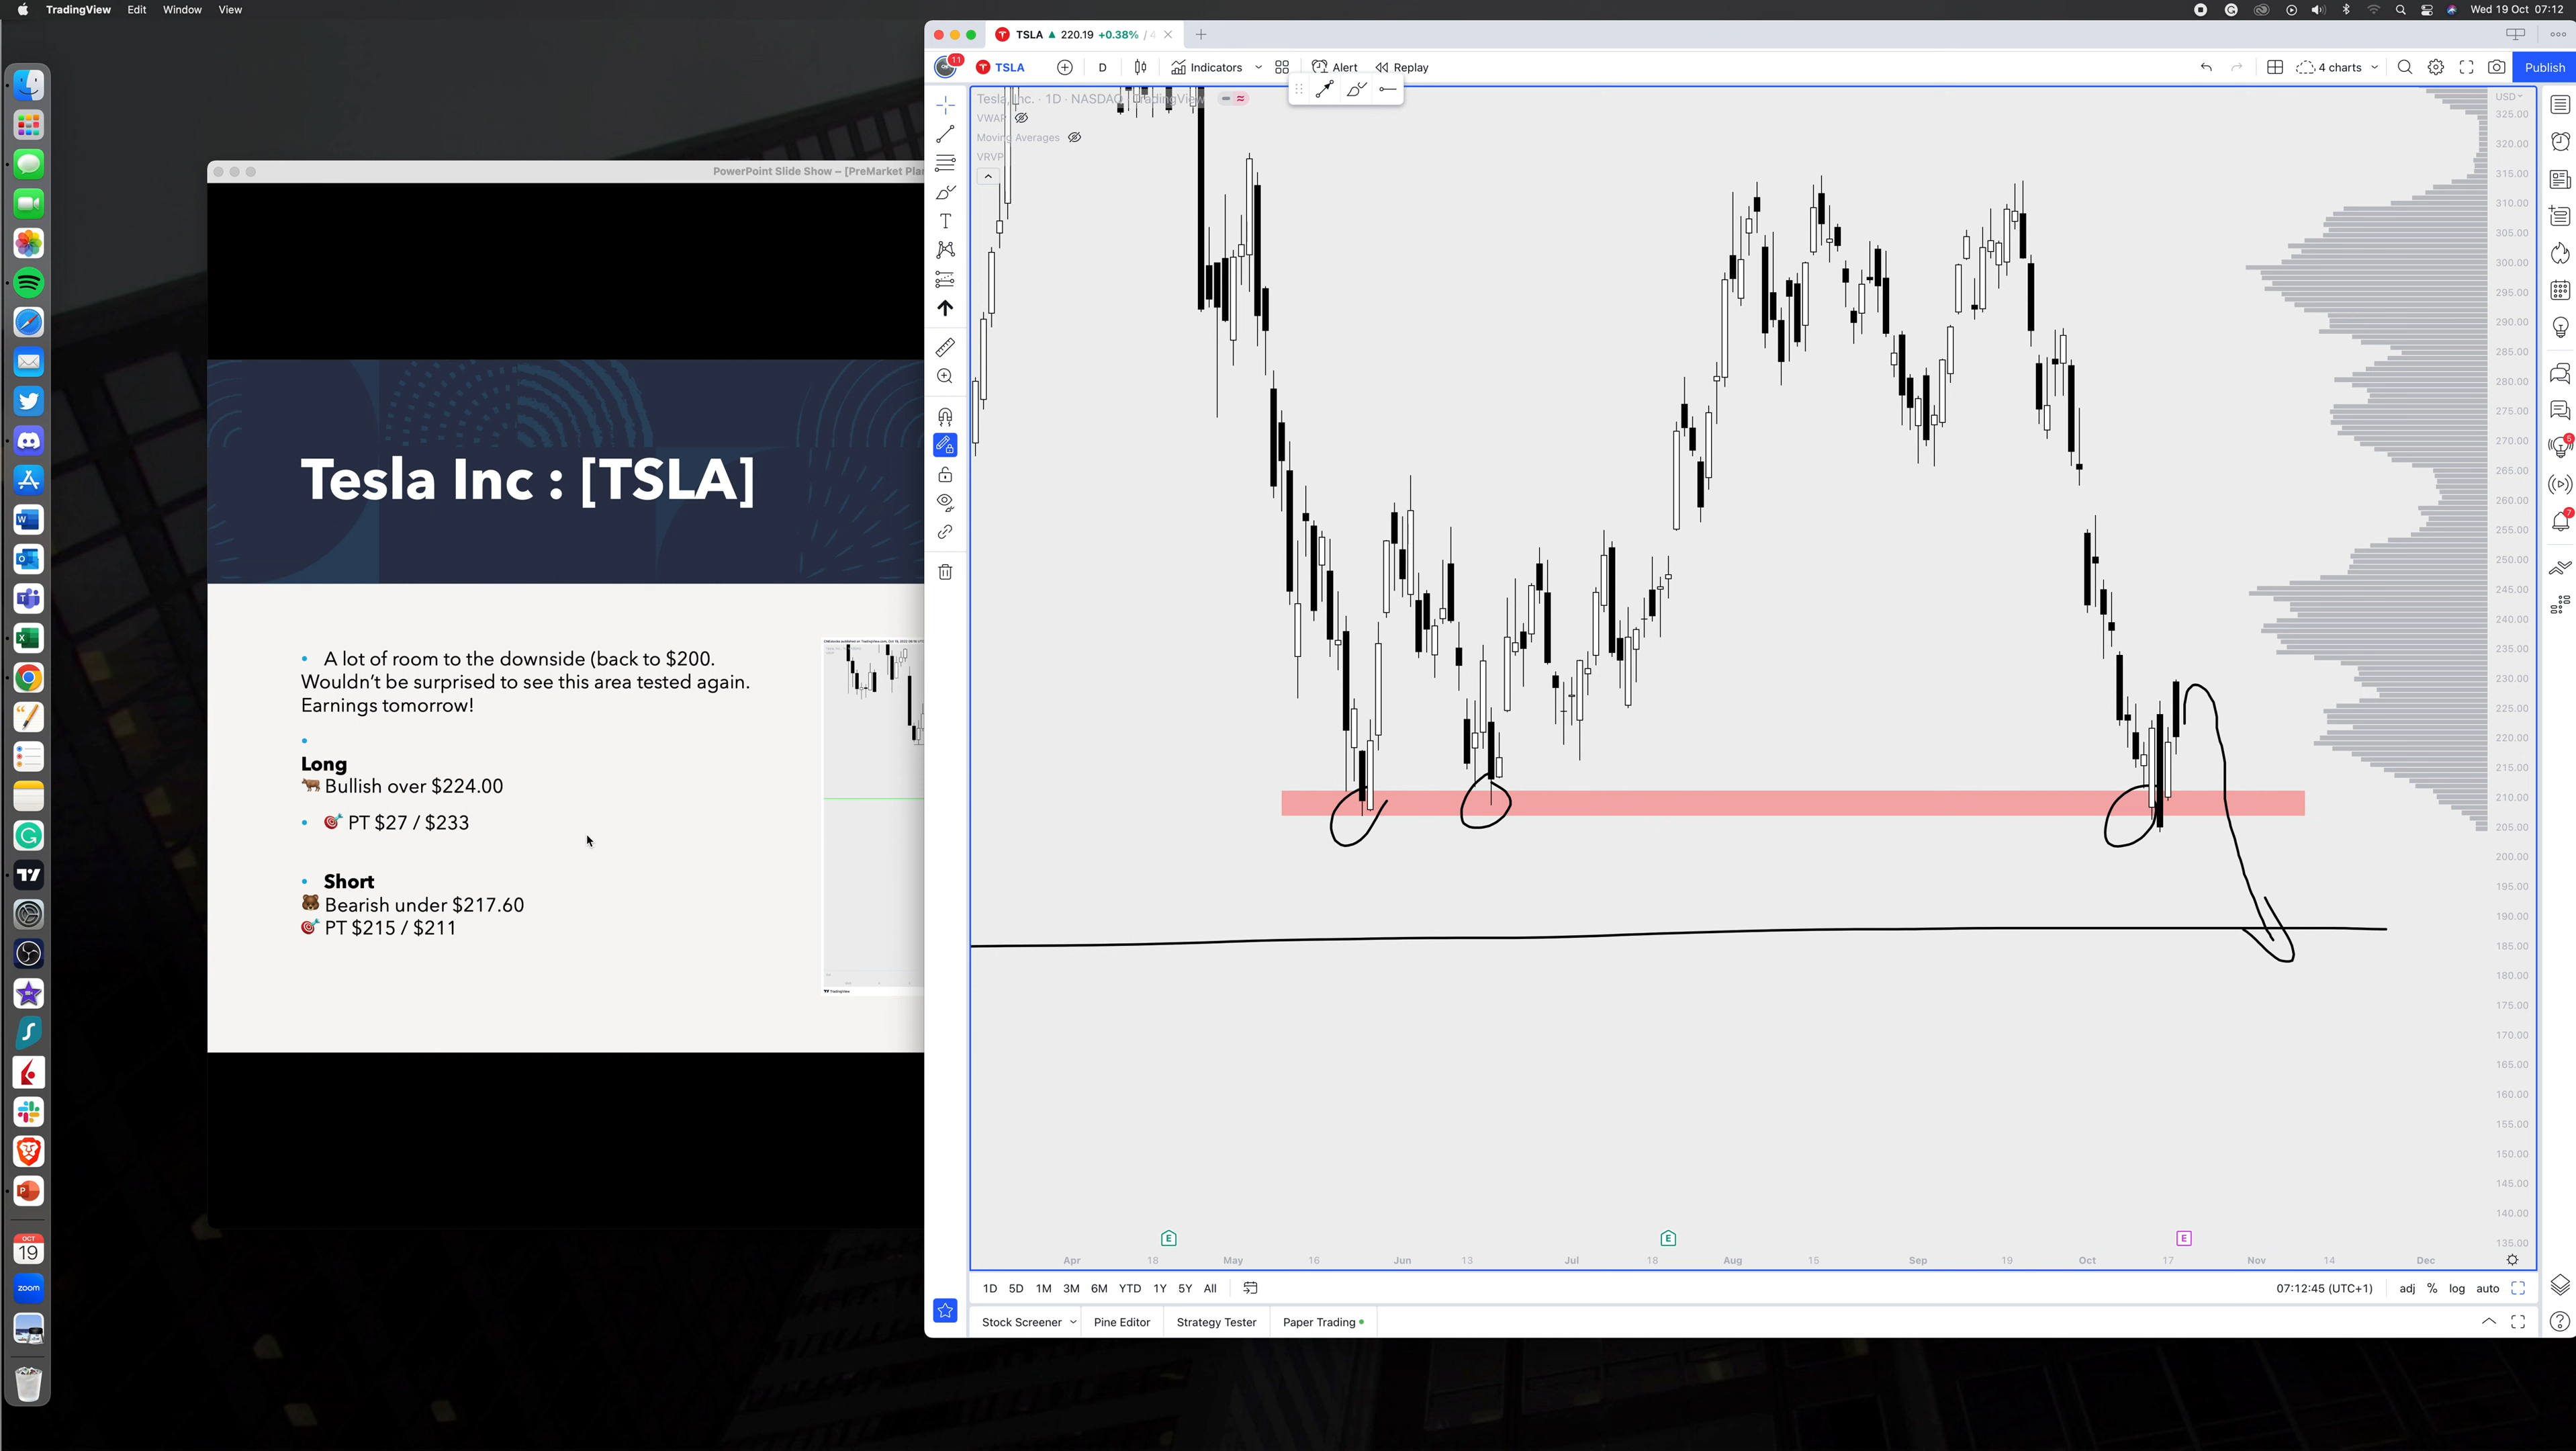 TradingView Edit Window View
Wed 19 Oct 07:12
PowerPoint Slide Show – [PreMarket Plan
Tesla Inc : [TSLA]
• A lot of room to the downside (back to $200.
Wouldn't be surprised to see this area tested again.
Earnings tomorrow!
•
Long
🐂 Bullish over $224.00
• 🎯 PT $27 / $233
• Short
🐻 Bearish under $217.60
🎯 PT $215 / $211
TradingView
TSLA ▲ 220.19 +0.38% / 4
11
TSLA D Indicators Alert Replay 4 charts Publish
Tesla, Inc. · 1D · NASDAQ · TradingView
VWAP
Moving Averages
VRVP
USD
325.00
320.00
315.00
310.00
305.00
300.00
295.00
290.00
285.00
280.00
275.00
270.00
265.00
260.00
255.00
250.00
245.00
240.00
235.00
230.00
225.00
220.00
215.00
210.00
205.00
200.00
195.00
190.00
185.00
180.00
175.00
170.00
165.00
160.00
155.00
150.00
145.00
140.00
135.00
E E E
Apr 18 May 16 Jun 13 Jul 18 Aug 15 Sep 19 Oct 17 Nov 14 Dec
1D 5D 1M 3M 6M YTD 1Y 5Y All
07:12:45 (UTC+1) adj % log auto
Stock Screener Pine Editor Strategy Tester Paper Trading
5
7
OCT
19
zoom